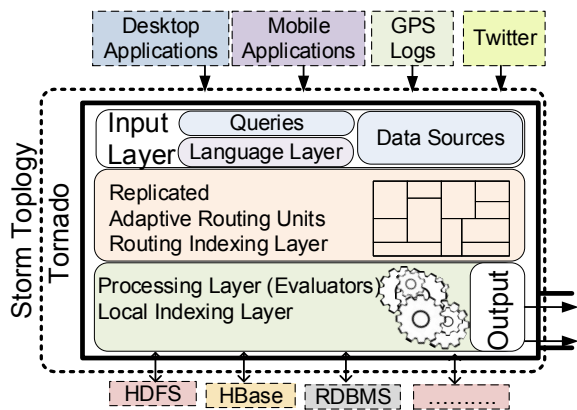 Desktop
Applications
Mobile
Applications
GPS
Logs
Twitter
Storm Toplogy
Tornado
Input
Layer
Queries
Language Layer
Data Sources
Replicated
Adaptive Routing Units
Routing Indexing Layer
Processing Layer (Evaluators)
Local Indexing Layer
Output
HDFS
HBase
RDBMS
...........